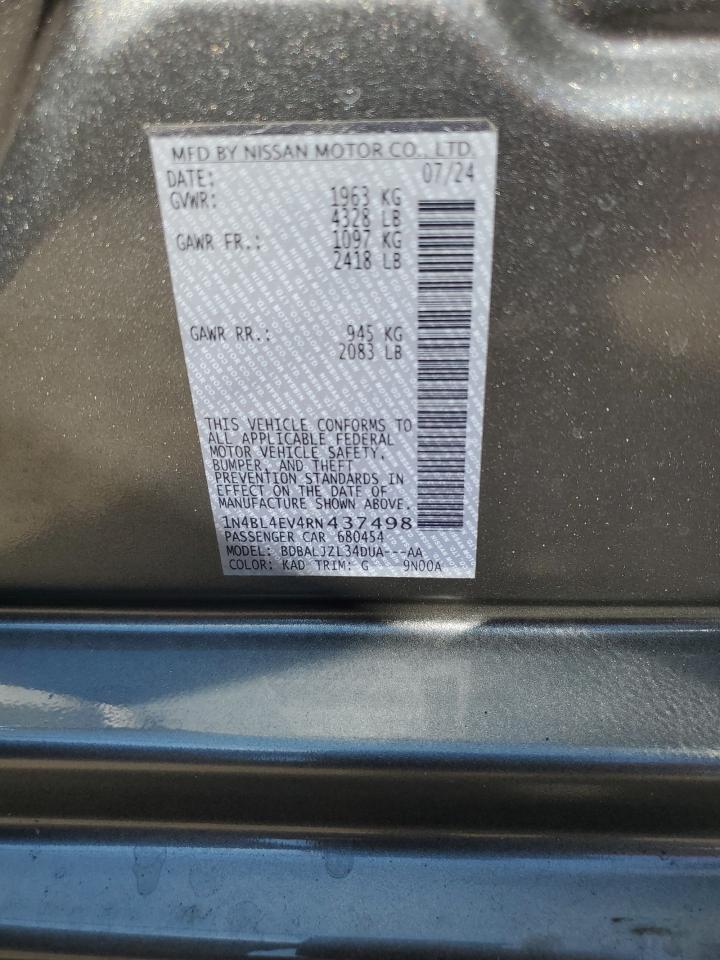 MFD BY NISSAN MOTOR CO., LTD
DATE: 07/24
GVWR: 1963 KG
4328 LB
GAWR FR.: 1097 KG
2418 LB
GAWR RR.: 945 KG
2083 LB
THIS VEHICLE CONFORMS TO
ALL APPLICABLE FEDERAL
MOTOR VEHICLE SAFETY,
BUMPER, AND THEFT
PREVENTION STANDARDS IN
EFFECT ON THE DATE OF
MANUFACTURE SHOWN ABOVE.
1N4BL4EV4RN437498
PASSENGER CAR 680454
MODEL: BDBALJZL34DUA---AA
COLOR: KAD TRIM: G 9N00A